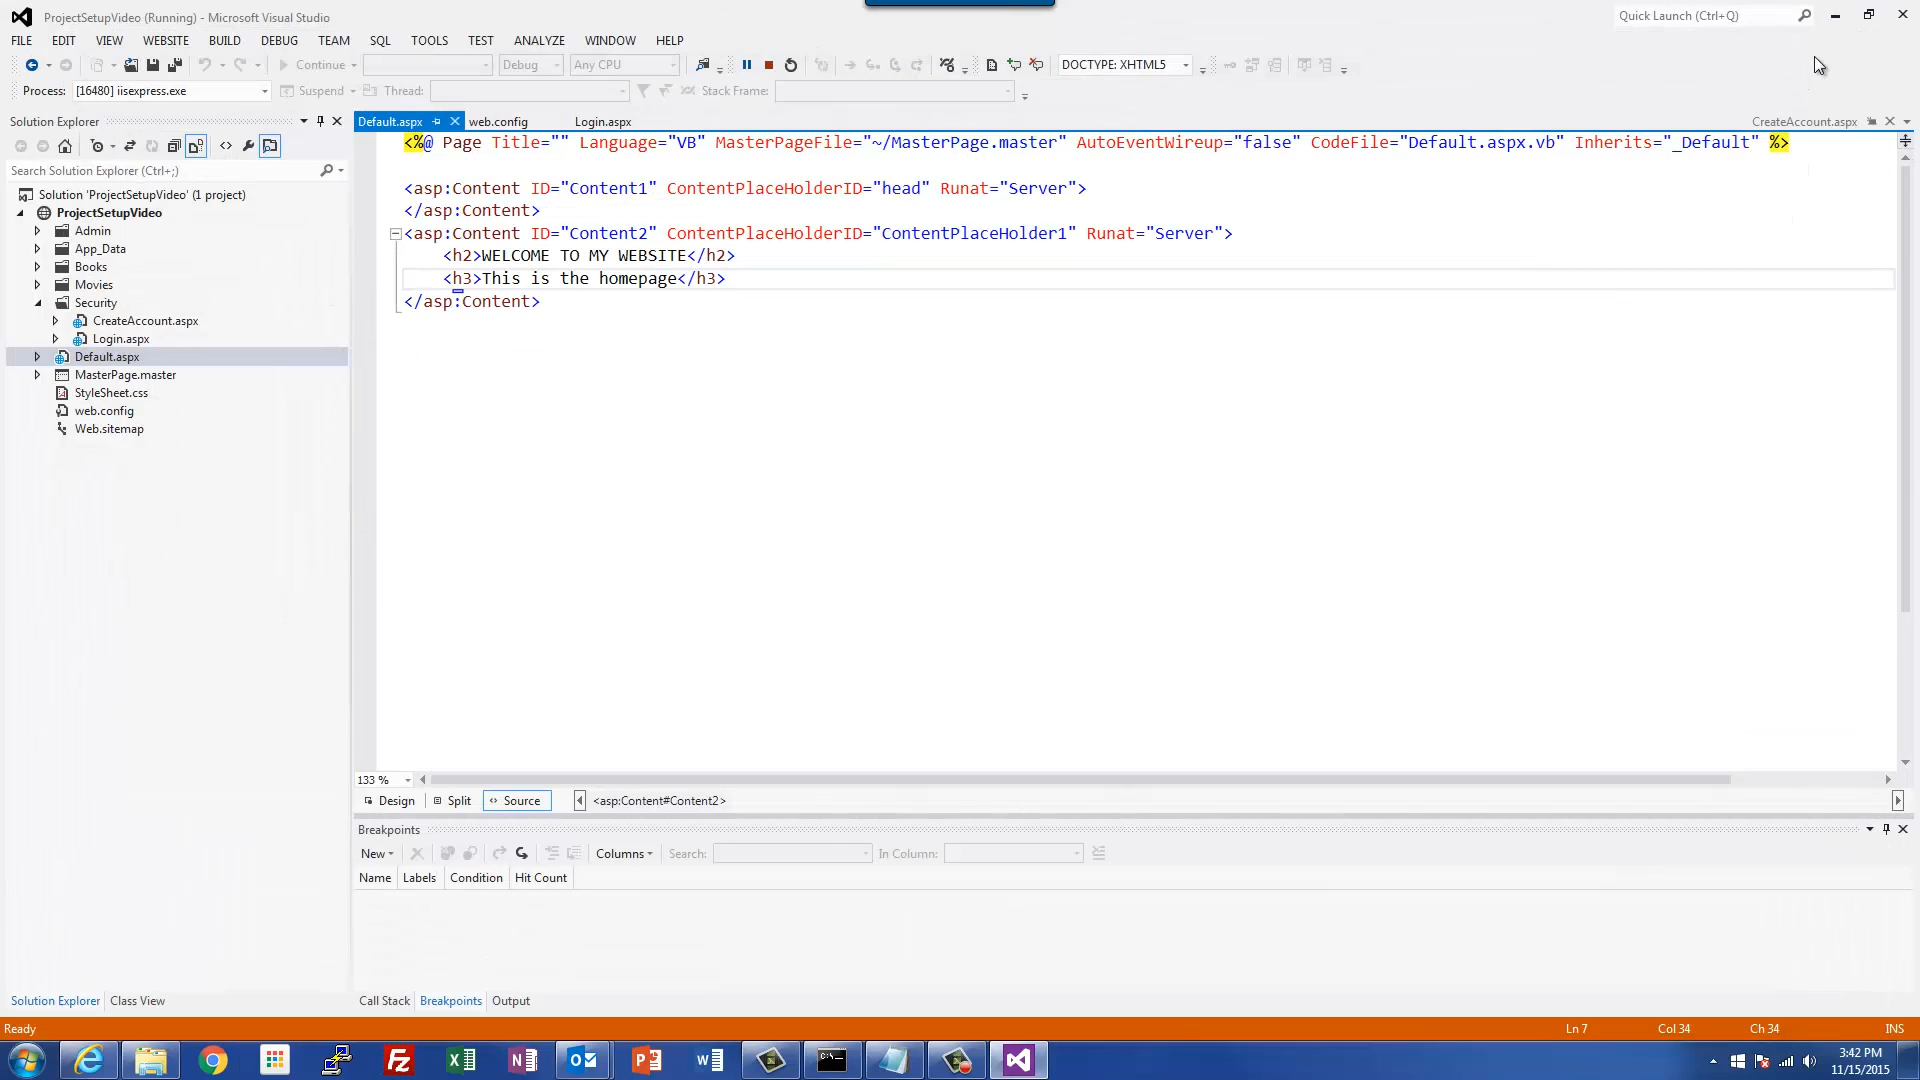 ProjectSetupVideo (Running) - Microsoft Visual Studio
Quick Launch (Ctrl+Q)
FILE EDIT VIEW WEBSITE BUILD DEBUG TEAM SQL TOOLS TEST ANALYZE WINDOW HELP
Continue Debug Any CPU DOCTYPE: XHTML5
Process: [16480] iisexpress.exe Suspend Thread: Stack Frame:
Solution Explorer
Default.aspx web.config Login.aspx CreateAccount.aspx
Search Solution Explorer (Ctrl+;)
Solution 'ProjectSetupVideo' (1 project)
ProjectSetupVideo
Admin
App_Data
Books
Movies
Security
CreateAccount.aspx
Login.aspx
Default.aspx
MasterPage.master
StyleSheet.css
web.config
Web.sitemap
<%@ Page Title="" Language="VB" MasterPageFile="~/MasterPage.master" AutoEventWireup="false" CodeFile="Default.aspx.vb" Inherits="_Default" %>
<asp:Content ID="Content1" ContentPlaceHolderID="head" Runat="Server">
</asp:Content>
<asp:Content ID="Content2" ContentPlaceHolderID="ContentPlaceHolder1" Runat="Server">
<h2>WELCOME TO MY WEBSITE</h2>
<h3>This is the homepage</h3>
</asp:Content>
133 %
Design Split Source <asp:Content#Content2>
Breakpoints
New Columns Search: In Column:
Name Labels Condition Hit Count
Solution Explorer Class View
Call Stack Breakpoints Output
Ready Ln 7 Col 34 Ch 34 INS
3:42 PM
11/15/2015